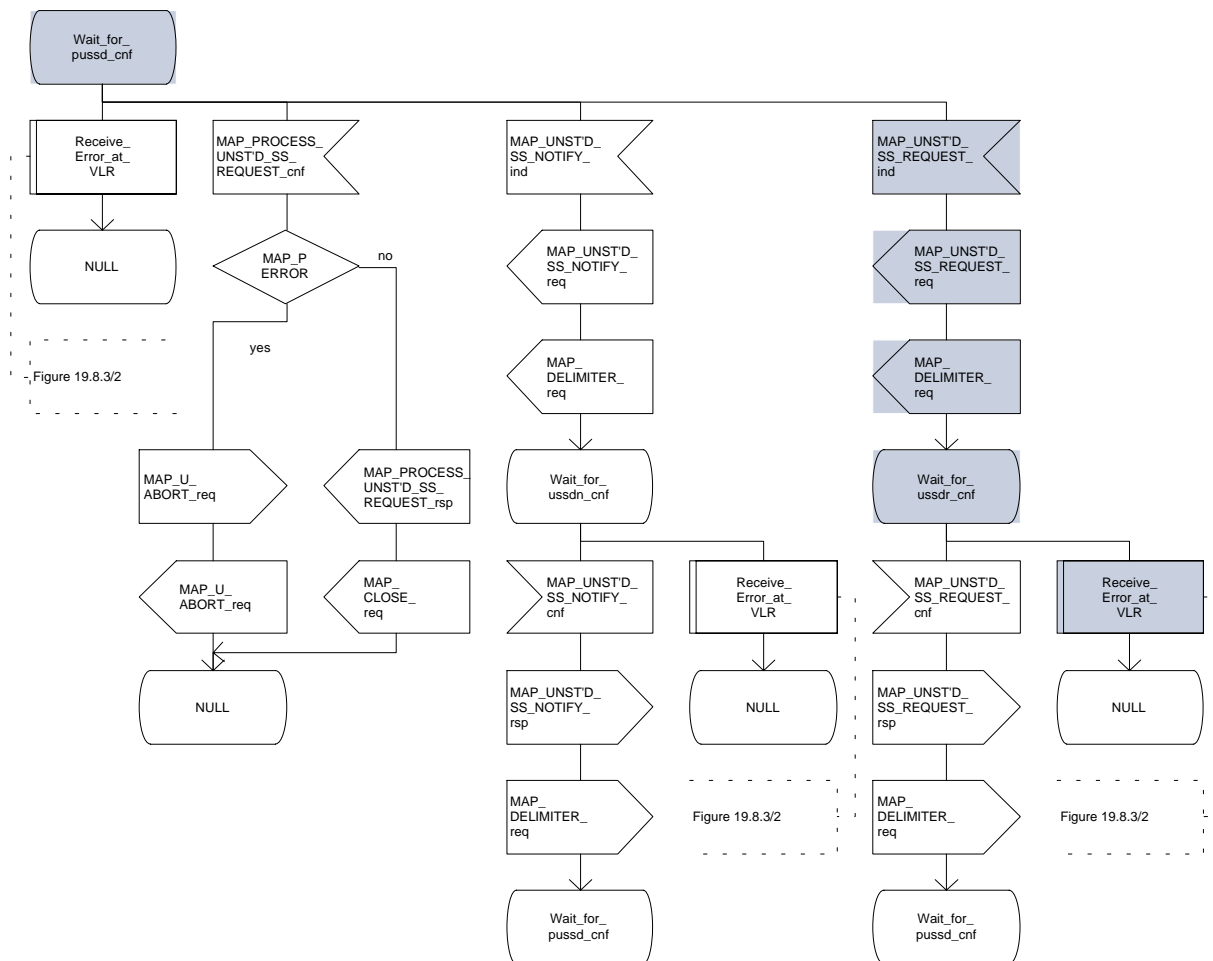 Wait_for_
pussd_cnf
Receive_
Error_at_
VLR
MAP_PROCESS_
UNST'D_SS_
REQUEST_cnf
MAP_UNST'D_
SS_NOTIFY_
ind
MAP_UNST'D_
SS_REQUEST_
ind
NULL
MAP_P
ERROR
no
yes
MAP_UNST'D_
SS_NOTIFY_
req
MAP_UNST'D_
SS_REQUEST_
req
Figure 19.8.3/2
MAP_
DELIMITER_
req
MAP_
DELIMITER_
req
MAP_U_
ABORT_req
MAP_PROCESS_
UNST'D_SS_
REQUEST_rsp
Wait_for_
ussdn_cnf
Wait_for_
ussdr_cnf
MAP_U_
ABORT_req
MAP_
CLOSE_
req
MAP_UNST'D_
SS_NOTIFY_
cnf
Receive_
Error_at_
VLR
MAP_UNST'D_
SS_REQUEST_
cnf
Receive_
Error_at_
VLR
NULL
MAP_UNST'D_
SS_NOTIFY_
rsp
NULL
MAP_UNST'D_
SS_REQUEST_
rsp
NULL
MAP_
DELIMITER_
req
Figure 19.8.3/2
MAP_
DELIMITER_
req
Figure 19.8.3/2
Wait_for_
pussd_cnf
Wait_for_
pussd_cnf